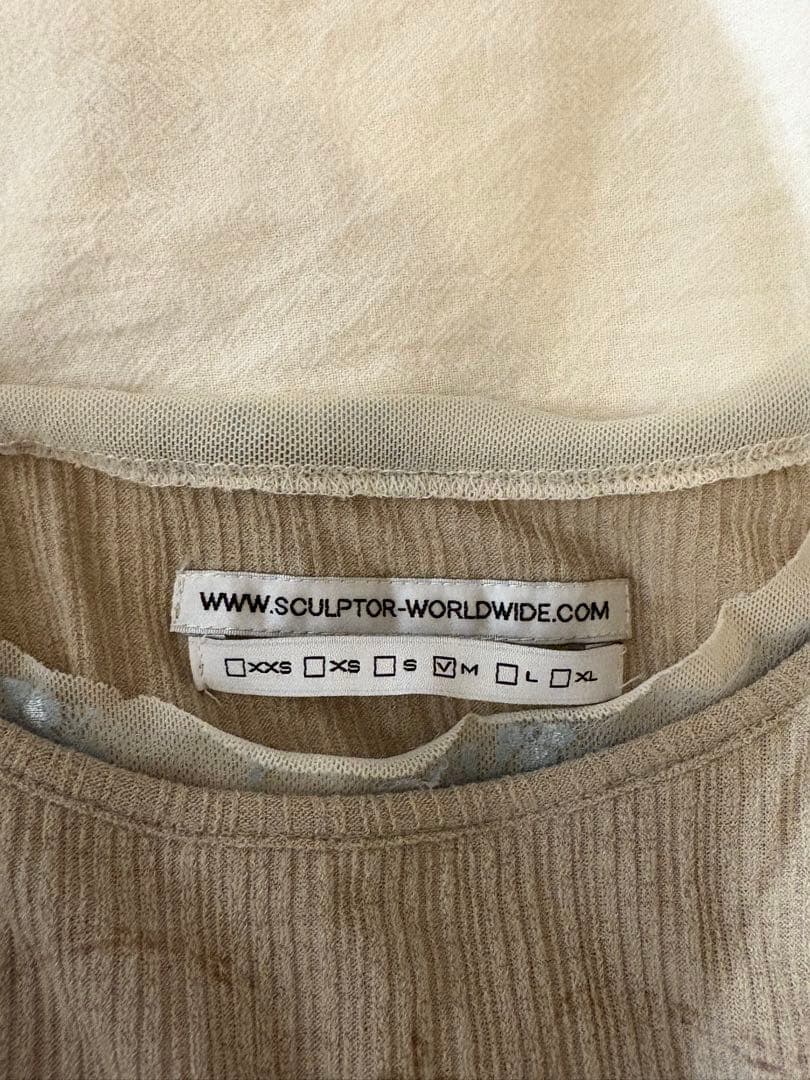 WWW.SCULPTOR-WORLDWIDE.COM
☐XXS ☐XS ☐S ☑M ☐L ☐XL